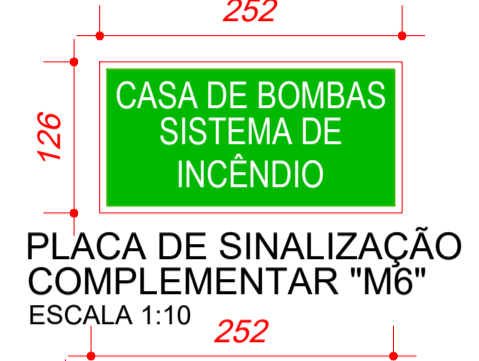 252
126
CASA DE BOMBAS
SISTEMA DE
INCÊNDIO
PLACA DE SINALIZAÇÃO
COMPLEMENTAR "M6"
ESCALA 1:10
252